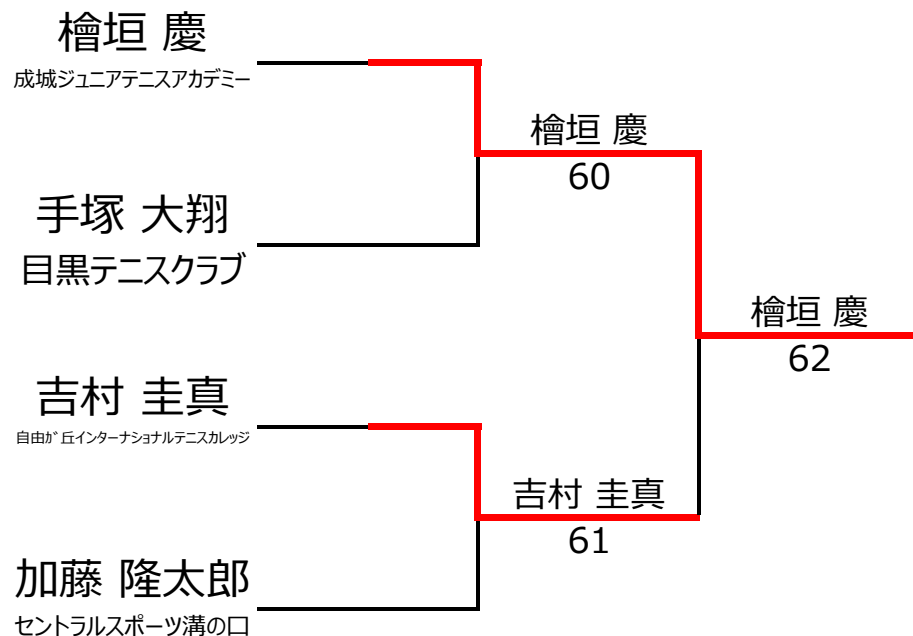 檜垣 慶
成城ジュニアテニスアカデミー
檜垣 慶
60
手塚 大翔
目黒テニスクラブ
檜垣 慶
62
吉村 圭真
自由が丘インターナショナルテニスカレッジ
吉村 圭真
61
加藤 隆太郎
セントラルスポーツ溝の口